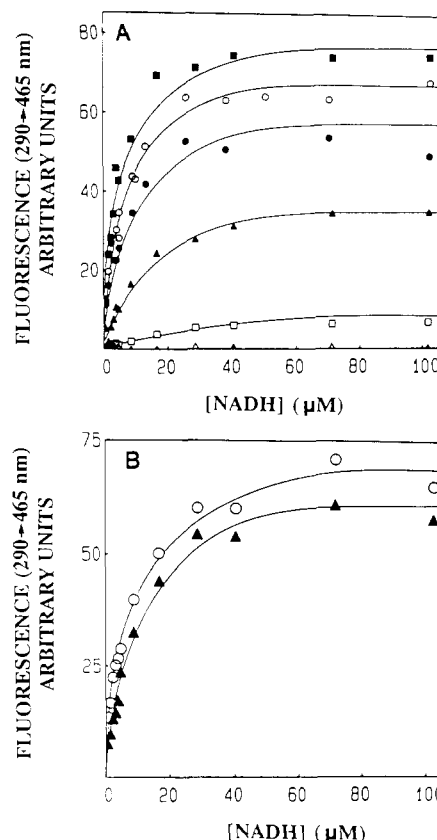 A
FLUORESCENCE (290→465 nm)
ARBITRARY UNITS
80
60
40
20
0 20 40 60 80 100
[NADH] (µM)
B
FLUORESCENCE (290→465 nm)
ARBITRARY UNITS
75
50
25
0 20 40 60 80 100
[NADH] (µM)